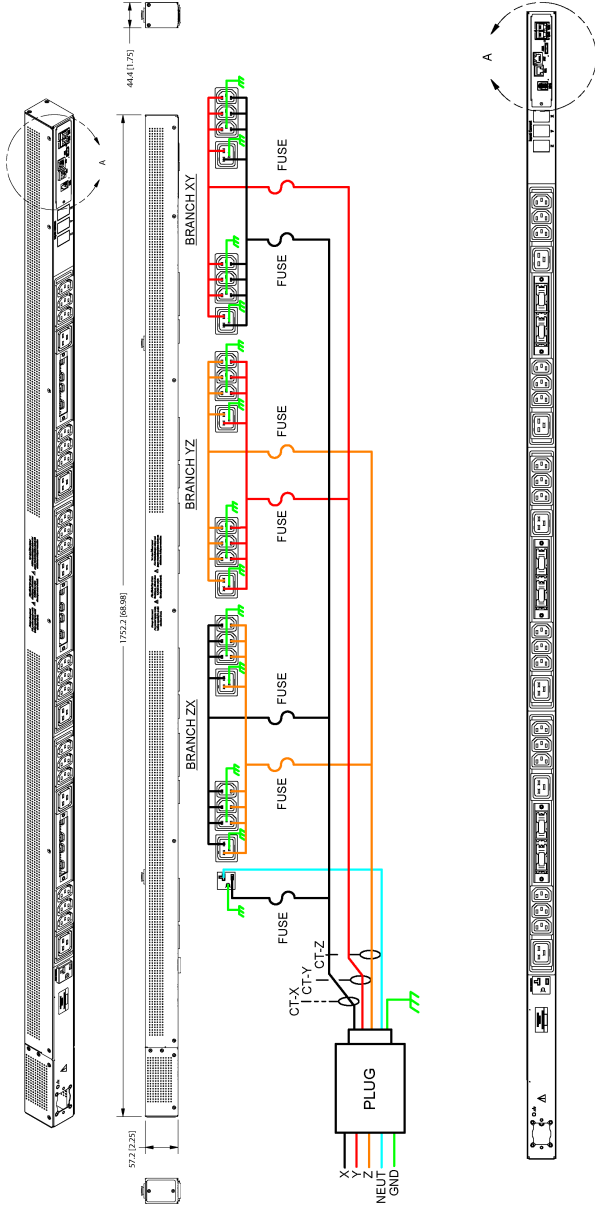 44.4 [1.75]
A
A
1752.2 [68.98]
57.2 [2.25]
BRANCH XY
FUSE
FUSE
BRANCH YZ
FUSE
FUSE
BRANCH ZX
FUSE
FUSE
FUSE
CT-X
CT-Y
CT-Z
PLUG
X
Y
Z
NEUT
GND